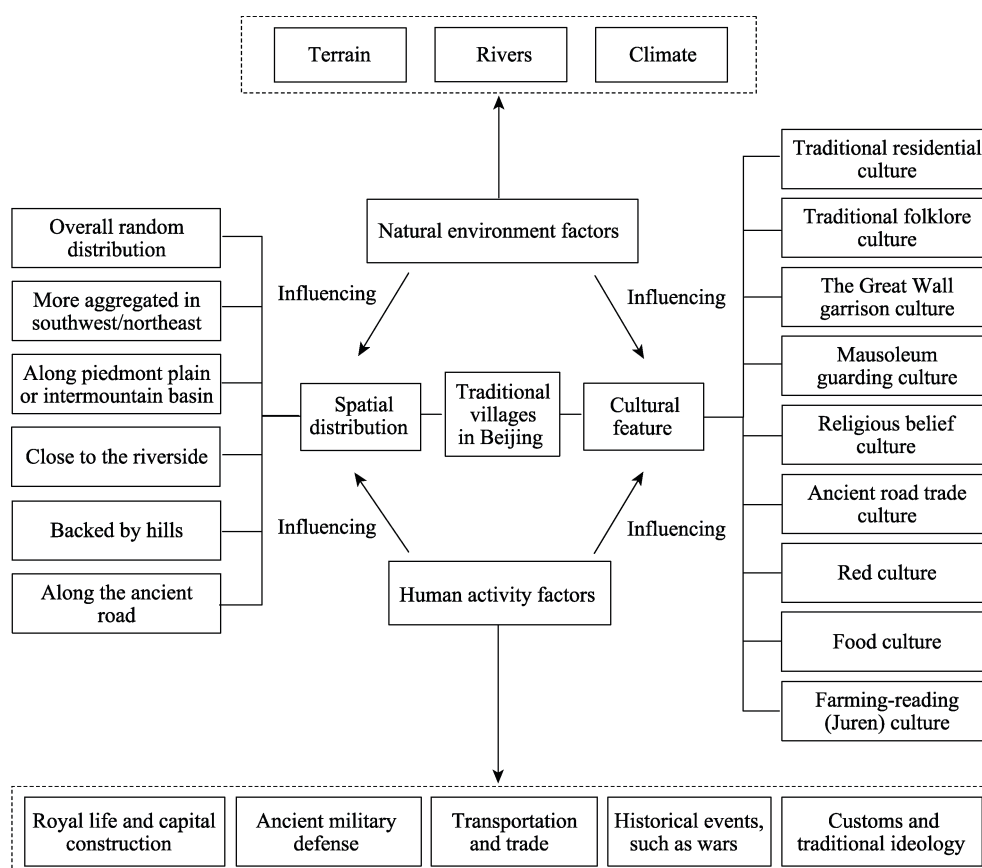 Terrain
Rivers
Climate
Natural environment factors
Influencing
Influencing
Overall random
distribution
More aggregated in
southwest/northeast
Along piedmont plain
or intermountain basin
Close to the riverside
Backed by hills
Along the ancient
road
Spatial
distribution
Traditional
villages
in Beijing
Cultural
feature
Traditional residential
culture
Traditional folklore
culture
The Great Wall
garrison culture
Mausoleum
guarding culture
Religious belief
culture
Ancient road trade
culture
Red culture
Food culture
Farming-reading
(Juren) culture
Influencing
Influencing
Human activity factors
Royal life and capital
construction
Ancient military
defense
Transportation
and trade
Historical events,
such as wars
Customs and
traditional ideology